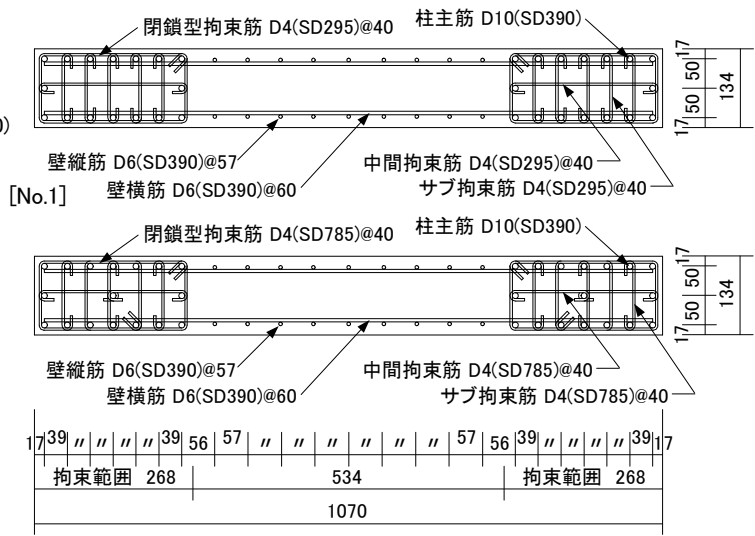 閉鎖型拘束筋 D4(SD295)@40
柱主筋 D10(SD390)
17
50
50
17
134
0)
壁縦筋 D6(SD390)@57
壁横筋 D6(SD390)@60
中間拘束筋 D4(SD295)@40
サブ拘束筋 D4(SD295)@40
[No.1]
閉鎖型拘束筋 D4(SD785)@40
柱主筋 D10(SD390)
17
50
50
17
134
壁縦筋 D6(SD390)@57
壁横筋 D6(SD390)@60
中間拘束筋 D4(SD785)@40
サブ拘束筋 D4(SD785)@40
17 39 〃 〃 〃 〃 39 56 57 〃 〃 〃 〃 〃 〃 57 56 39 〃 〃 〃 〃 39 17
拘束範囲 268 534 拘束範囲 268
1070